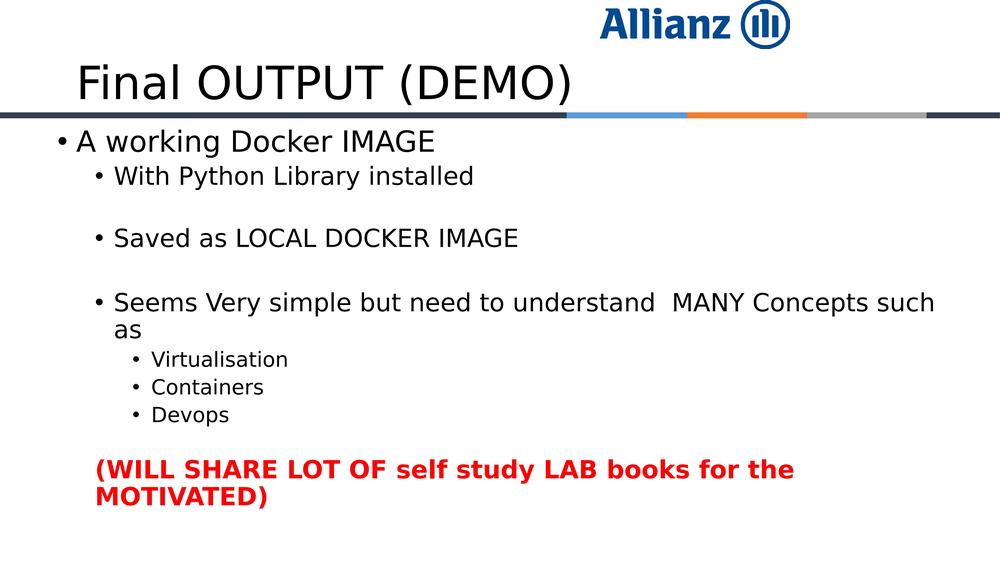 Allianz
Final OUTPUT (DEMO)
• A working Docker IMAGE
• With Python Library installed
• Saved as LOCAL DOCKER IMAGE
• Seems Very simple but need to understand  MANY Concepts such
as
• Virtualisation
• Containers
• Devops
(WILL SHARE LOT OF self study LAB books for the
MOTIVATED)